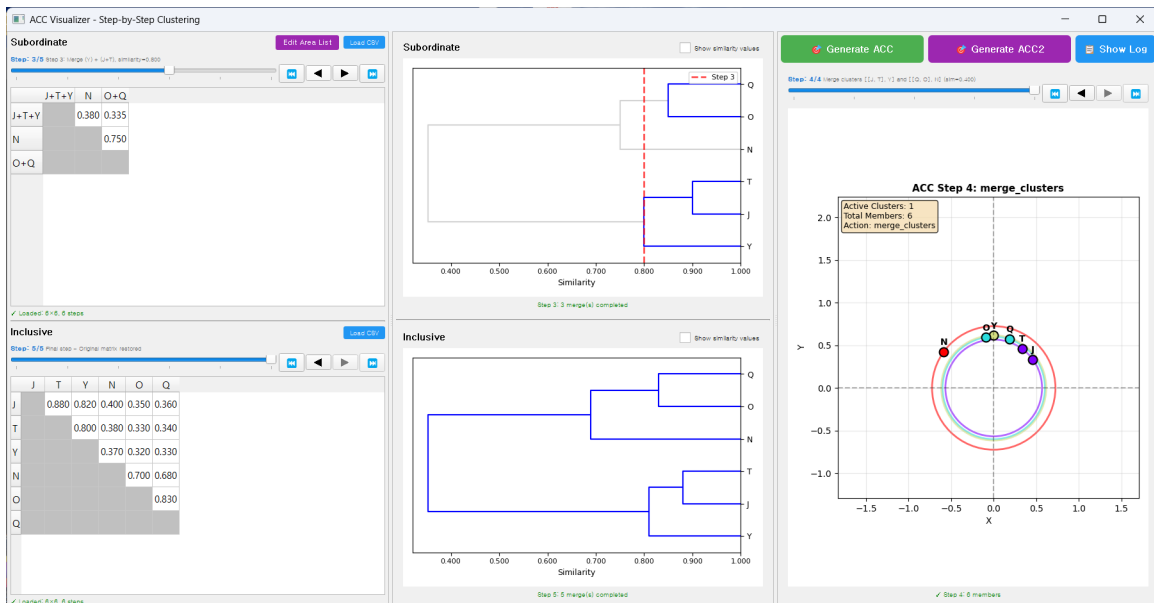 ACC Visualizer - Step-by-Step Clustering
Subordinate
Edit Area List
Load CSV
Step: 3/5 Step 3: Merge (Y) + (J+T), similarity=0.800
J+T+Y N O+Q
J+T+Y 0.380 0.335
N 0.750
O+Q
✓ Loaded: 6×6, 6 steps
Inclusive
Load CSV
Step: 5/5 Final step - Original matrix restored
J T Y N O Q
J 0.880 0.820 0.400 0.350 0.360
T 0.800 0.380 0.330 0.340
Y 0.370 0.320 0.330
N 0.700 0.680
O 0.830
Q
✓ Loaded: 6×6, 6 steps
Subordinate
Show similarity values
Step 3
Q
O
N
T
J
Y
0.400 0.500 0.600 0.700 0.800 0.900 1.000
Similarity
Step 3: 3 merge(s) completed
Inclusive
Show similarity values
Q
O
N
T
J
Y
0.400 0.500 0.600 0.700 0.800 0.900 1.000
Similarity
Step 5: 5 merge(s) completed
Generate ACC
Generate ACC2
Show Log
Step: 4/4 Merge clusters [[J, T], Y] and [[Q, O], N] (sim=0.400)
ACC Step 4: merge_clusters
Active Clusters: 1
Total Members: 6
Action: merge_clusters
2.0
1.5
1.0
0.5
0.0
−0.5
−1.0
Y
N
O
Y
Q
T
J
−1.5 −1.0 −0.5 0.0 0.5 1.0 1.5
X
✓ Step 4: 6 members